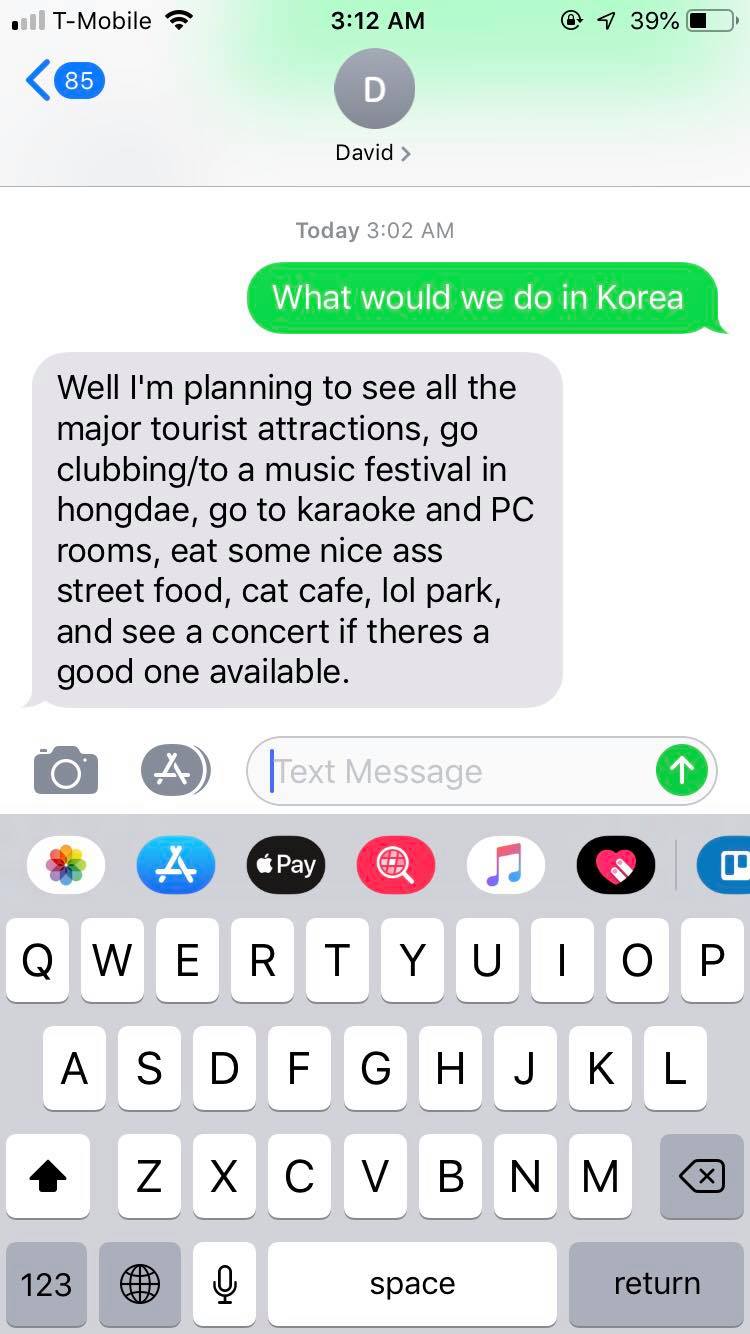 T-Mobile 3:12 AM 39%
85
D
David
Today 3:02 AM
What would we do in Korea
Well I'm planning to see all the
major tourist attractions, go
clubbing/to a music festival in
hongdae, go to karaoke and PC
rooms, eat some nice ass
street food, cat cafe, lol park,
and see a concert if theres a
good one available.
Text Message
Pay
Q W E R T Y U I O P
A S D F G H J K L
Z X C V B N M
123 space return